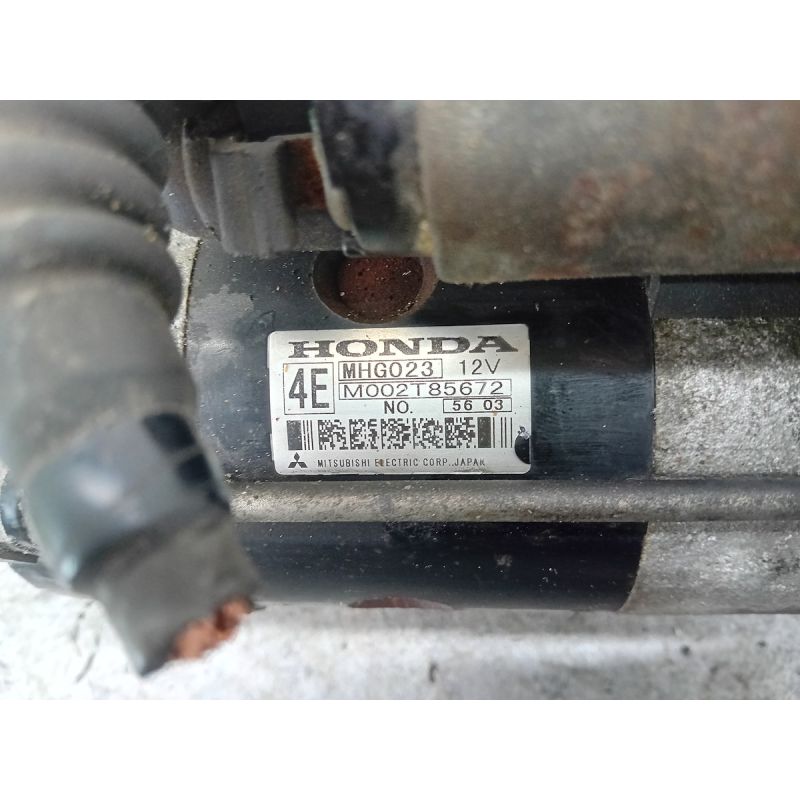 HONDA
4E MHG023 12V
M002T85672
NO. 56 03
MITSUBISHI ELECTRIC CORP., JAPAN